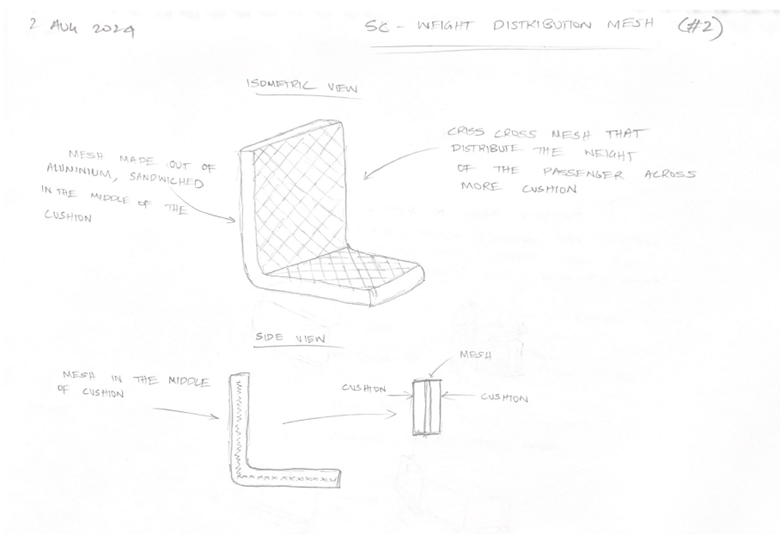 2 AUG 2024
SC - WEIGHT DISTRIBUTION MESH (#2)
ISOMETRIC VIEW
MESH MADE OUT OF
ALUMINIUM, SANDWICHED
IN THE MIDDLE OF THE
CUSHION
CRISS CROSS MESH THAT
DISTRIBUTE THE WEIGHT
OF THE PASSENGER ACROSS
MORE CUSHION
SIDE VIEW
MESH IN THE MIDDLE
OF CUSHION
MESH
CUSHION
CUSHION